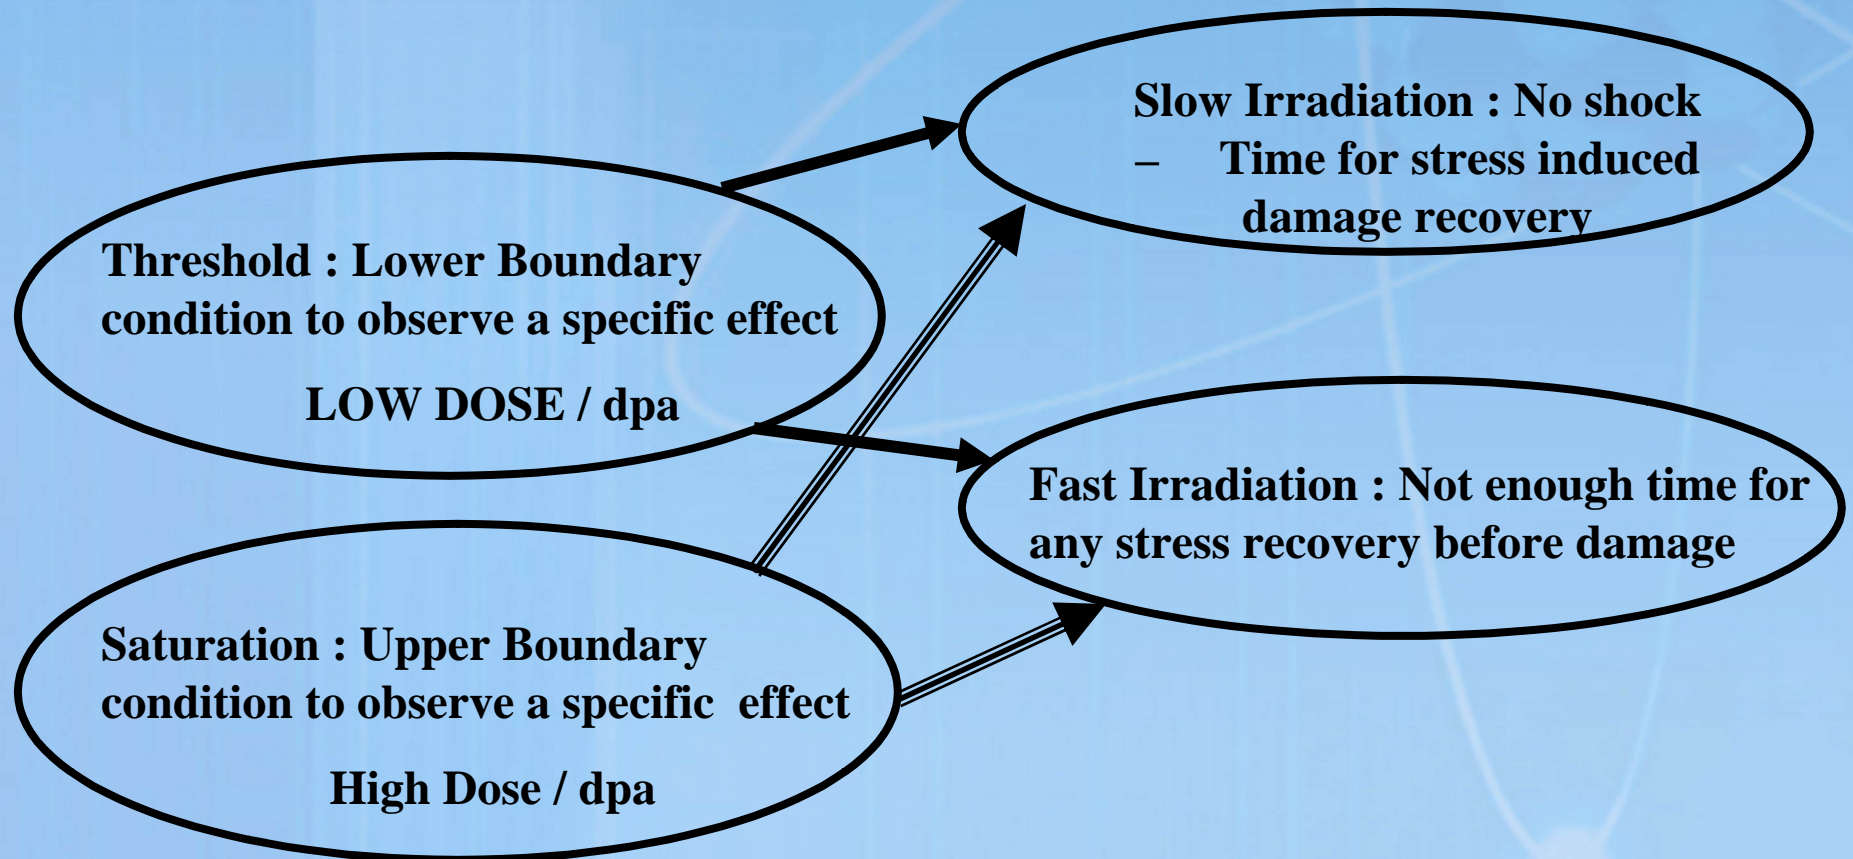 Threshold : Lower Boundary
condition to observe a specific effect
LOW DOSE / dpa
Saturation : Upper Boundary
condition to observe a specific effect
High Dose / dpa
Slow Irradiation : No shock
– Time for stress induced
damage recovery
Fast Irradiation : Not enough time for
any stress recovery before damage